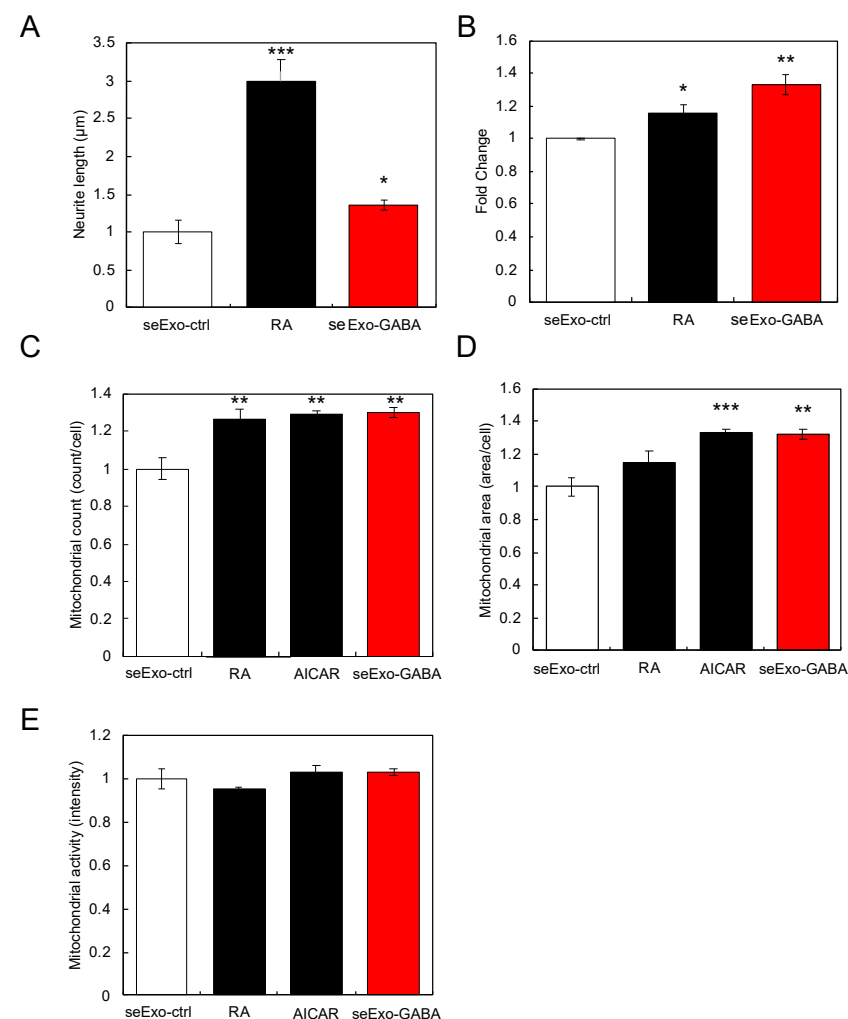 A
Neurite length (µm)
3.5
3
2.5
2
1.5
1
0.5
0
***
*
seExo-ctrl RA seExo-GABA
B
Fold Change
1.6
1.4
1.2
1
0.8
0.6
0.4
0.2
0
*
**
seExo-ctrl RA seExo-GABA
C
Mitochondrial count (count/cell)
1.4
1.2
1
0.8
0.6
0.4
0.2
0
** ** **
seExo-ctrl RA AICAR seExo-GABA
D
Mitochondrial area (area/cell)
1.6
1.4
1.2
1
0.8
0.6
0.4
0.2
0
*** **
seExo-ctrl RA AICAR seExo-GABA
E
Mitochondrial activity (intensity)
1.2
1
0.8
0.6
0.4
0.2
0
seExo-ctrl RA AICAR seExo-GABA